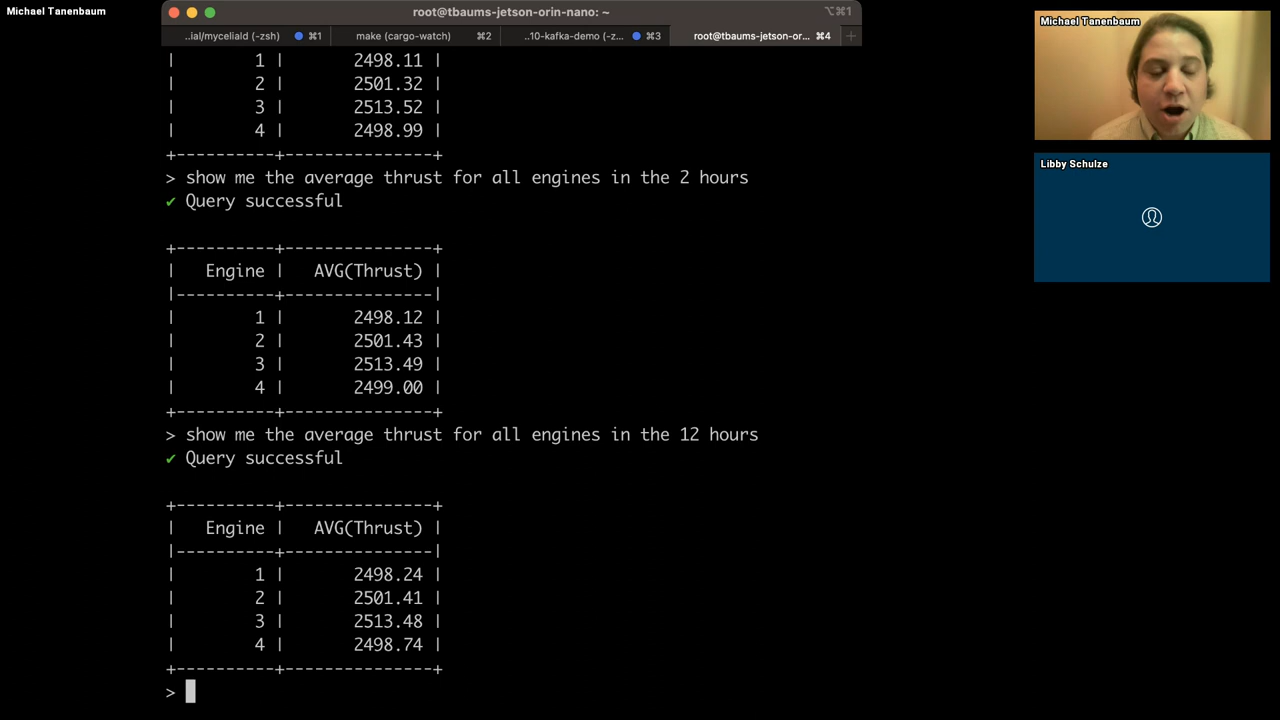 Michael Tanenbaum
root@tbaums-jetson-orin-nano: ~
⌥⌘1
..ial/myceliald (-zsh) ⌘1 make (cargo-watch) ⌘2 ..10-kafka-demo (-z... ⌘3 root@tbaums-jetson-or... ⌘4 +
| 1 | 2498.11 |
| 2 | 2501.32 |
| 3 | 2513.52 |
| 4 | 2498.99 |
+----------+---------------+
> show me the average thrust for all engines in the 2 hours
✔ Query successful
+----------+---------------+
| Engine | AVG(Thrust) |
|----------+---------------|
| 1 | 2498.12 |
| 2 | 2501.43 |
| 3 | 2513.49 |
| 4 | 2499.00 |
+----------+---------------+
> show me the average thrust for all engines in the 12 hours
✔ Query successful
+----------+---------------+
| Engine | AVG(Thrust) |
|----------+---------------|
| 1 | 2498.24 |
| 2 | 2501.41 |
| 3 | 2513.48 |
| 4 | 2498.74 |
+----------+---------------+
>
Michael Tanenbaum
Libby Schulze